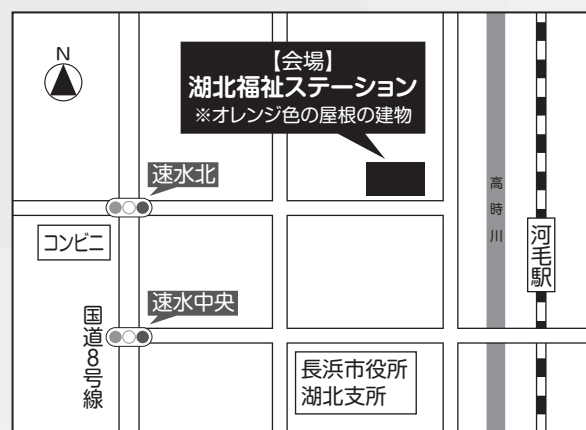 N
【会場】
湖北福祉ステーション
※オレンジ色の屋根の建物
速水北
高時川
コンビニ
河毛駅
速水中央
国道8号線
長浜市役所
湖北支所